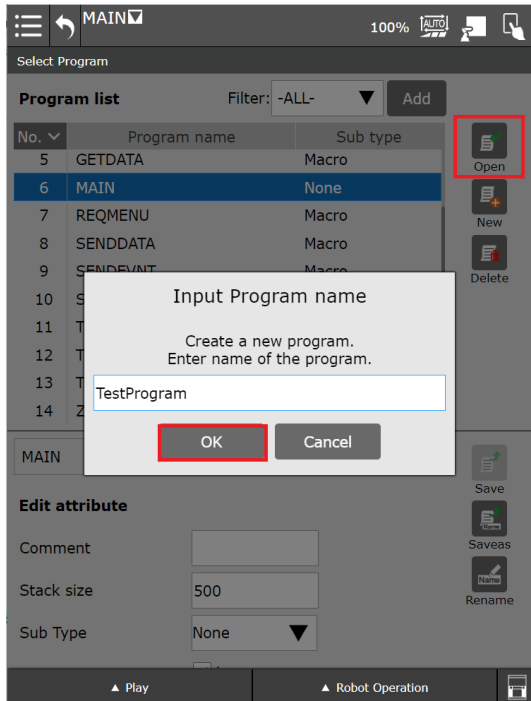 MAIN
100%
AUTO
Select Program
Program list
Filter: -ALL-
Add
No. Program name Sub type
5 GETDATA Macro
6 MAIN None
7 REQMENU Macro
8 SENDDATA Macro
9 SENDEVNT Macro
10 S
11 T
12 T
13 T
14 Z
Open
New
Delete
Input Program name
Create a new program.
Enter name of the program.
TestProgram
OK
Cancel
MAIN
Edit attribute
Comment
Stack size 500
Sub Type None
Save
Name
Saveas
Name
Rename
▲ Play
▲ Robot Operation